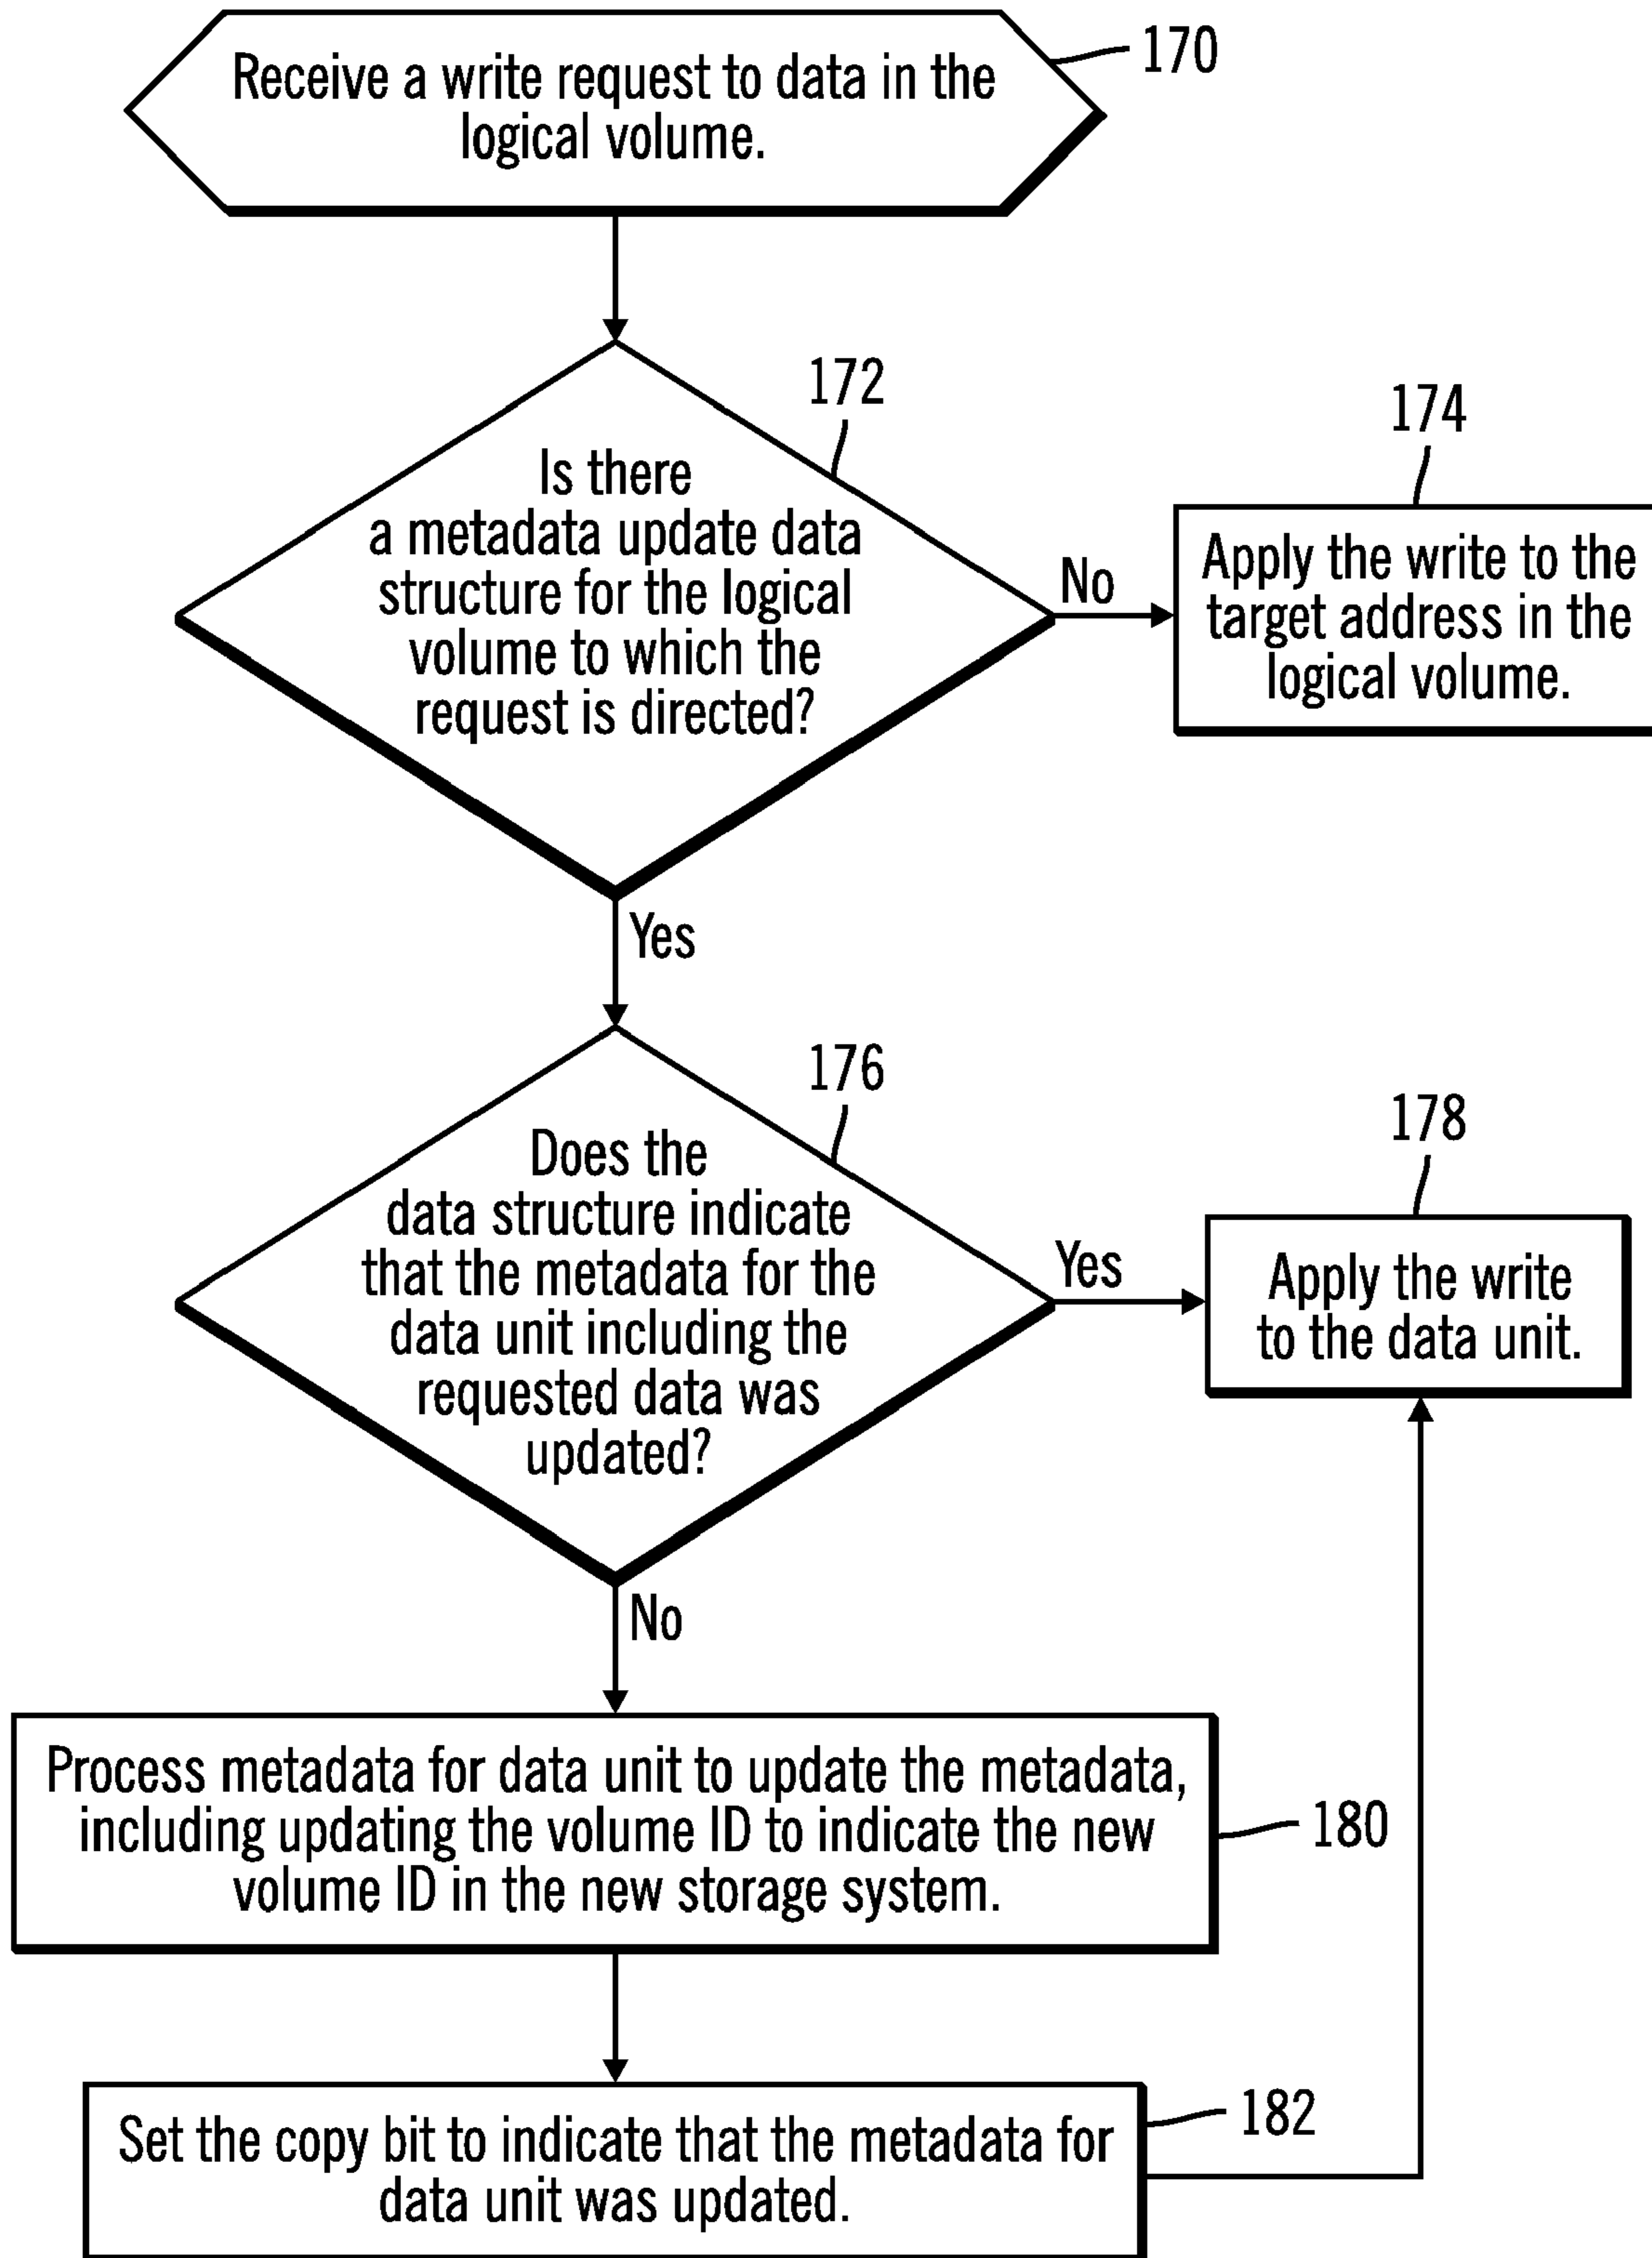 Receive a write request to data in the
logical volume.
170
172
Is there
a metadata update data
structure for the logical
volume to which the
request is directed?
No
174
Apply the write to the
target address in the
logical volume.
Yes
176
Does the
data structure indicate
that the metadata for the
data unit including the
requested data was
updated?
Yes
178
Apply the write
to the data unit.
No
Process metadata for data unit to update the metadata,
including updating the volume ID to indicate the new
volume ID in the new storage system.
180
Set the copy bit to indicate that the metadata for
data unit was updated.
182